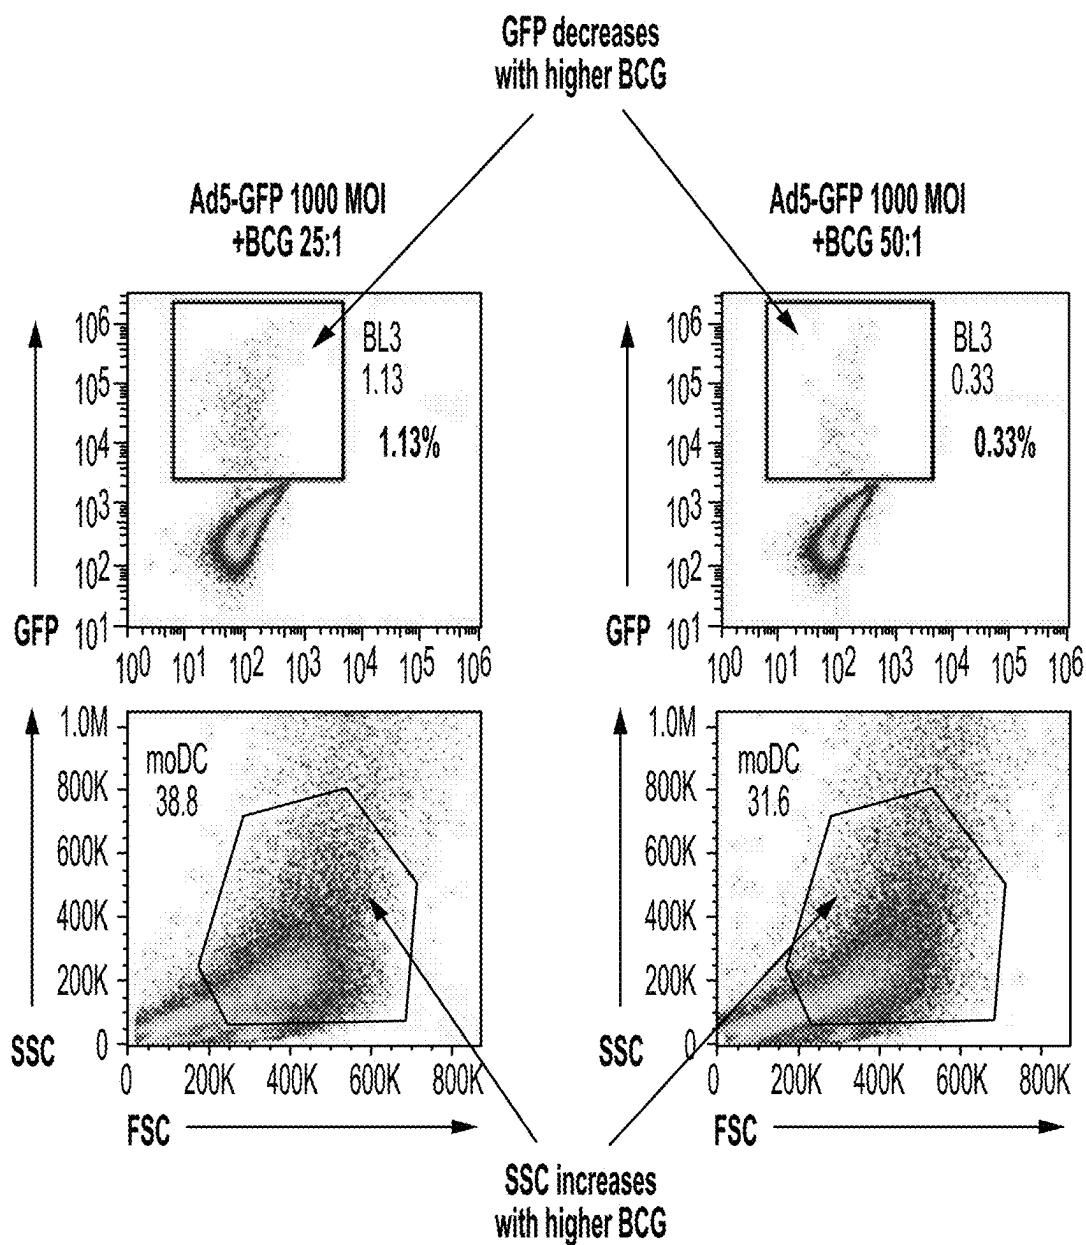 GFP decreases
with higher BCG
Ad5-GFP 1000 MOI
+BCG 25:1
Ad5-GFP 1000 MOI
+BCG 50:1
10⁶
10⁵
10⁴
10³
10²
10¹
GFP
BL3
1.13
1.13%
10⁰ 10¹ 10² 10³ 10⁴ 10⁵ 10⁶
10⁶
10⁵
10⁴
10³
10²
10¹
GFP
BL3
0.33
0.33%
10⁰ 10¹ 10² 10³ 10⁴ 10⁵ 10⁶
1.0M
800K
600K
400K
200K
0
SSC
moDC
38.8
0 200K 400K 600K 800K
FSC
1.0M
800K
600K
400K
200K
0
SSC
moDC
31.6
0 200K 400K 600K 800K
FSC
SSC increases
with higher BCG